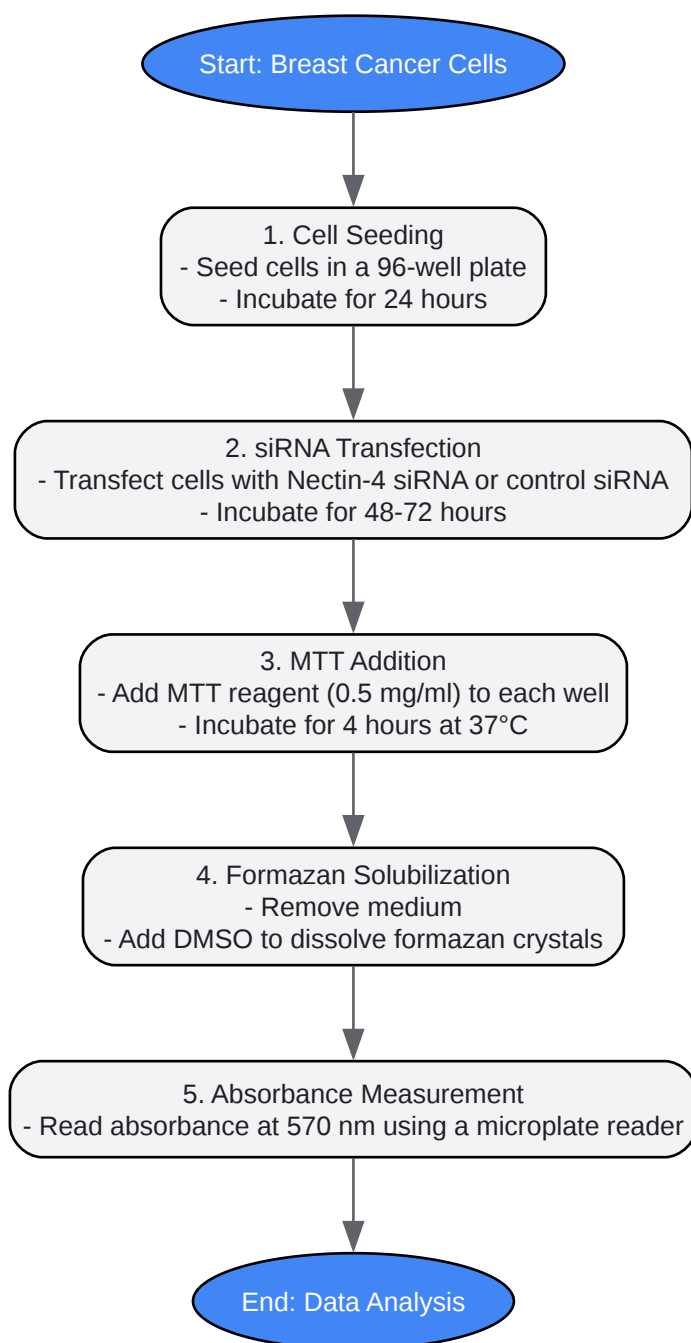 Start: Breast Cancer Cells
1. Cell Seeding
- Seed cells in a 96-well plate
- Incubate for 24 hours
2. siRNA Transfection
- Transfect cells with Nectin-4 siRNA or control siRNA
- Incubate for 48-72 hours
3. MTT Addition
- Add MTT reagent (0.5 mg/ml) to each well
- Incubate for 4 hours at 37°C
4. Formazan Solubilization
- Remove medium
- Add DMSO to dissolve formazan crystals
5. Absorbance Measurement
- Read absorbance at 570 nm using a microplate reader
End: Data Analysis